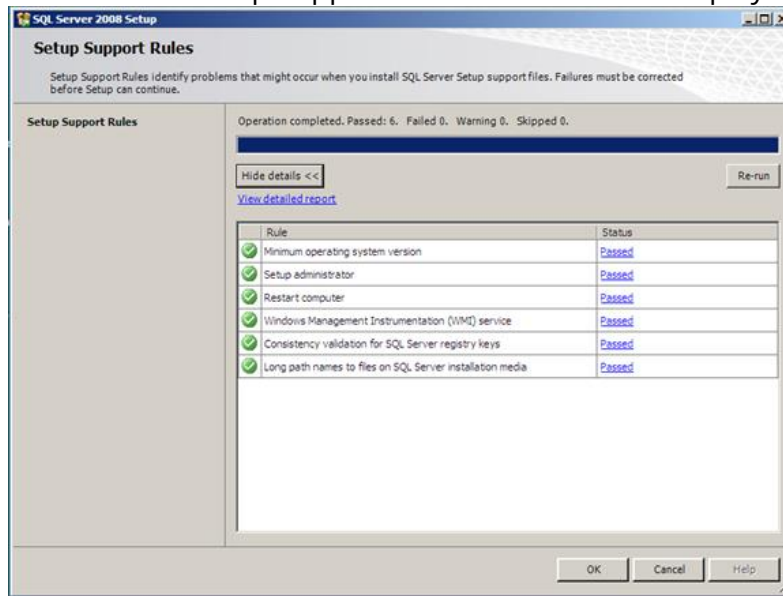 SQL Server 2008 Setup
Setup Support Rules
Setup Support Rules identify problems that might occur when you install SQL Server Setup support files. Failures must be corrected
before Setup can continue.
Setup Support Rules
Operation completed. Passed: 6. Failed 0. Warning 0. Skipped 0.
Hide details <<
Re-run
View detailed report
Rule Status
Minimum operating system version Passed
Setup administrator Passed
Restart computer Passed
Windows Management Instrumentation (WMI) service Passed
Consistency validation for SQL Server registry keys Passed
Long path names to files on SQL Server installation media Passed
OK Cancel Help